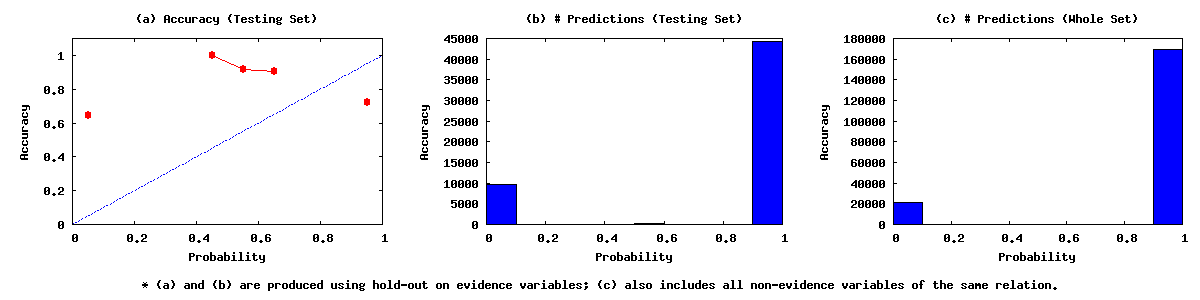 (a) Accuracy (Testing Set)
1
0.8
0.6
0.4
0.2
0
Accuracy
0 0.2 0.4 0.6 0.8 1
Probability
(b) # Predictions (Testing Set)
45000
40000
35000
30000
25000
20000
15000
10000
5000
0
Accuracy
0 0.2 0.4 0.6 0.8 1
Probability
(c) # Predictions (Whole Set)
180000
160000
140000
120000
100000
80000
60000
40000
20000
0
Accuracy
0 0.2 0.4 0.6 0.8 1
Probability
* (a) and (b) are produced using hold-out on evidence variables; (c) also includes all non-evidence variables of the same relation.